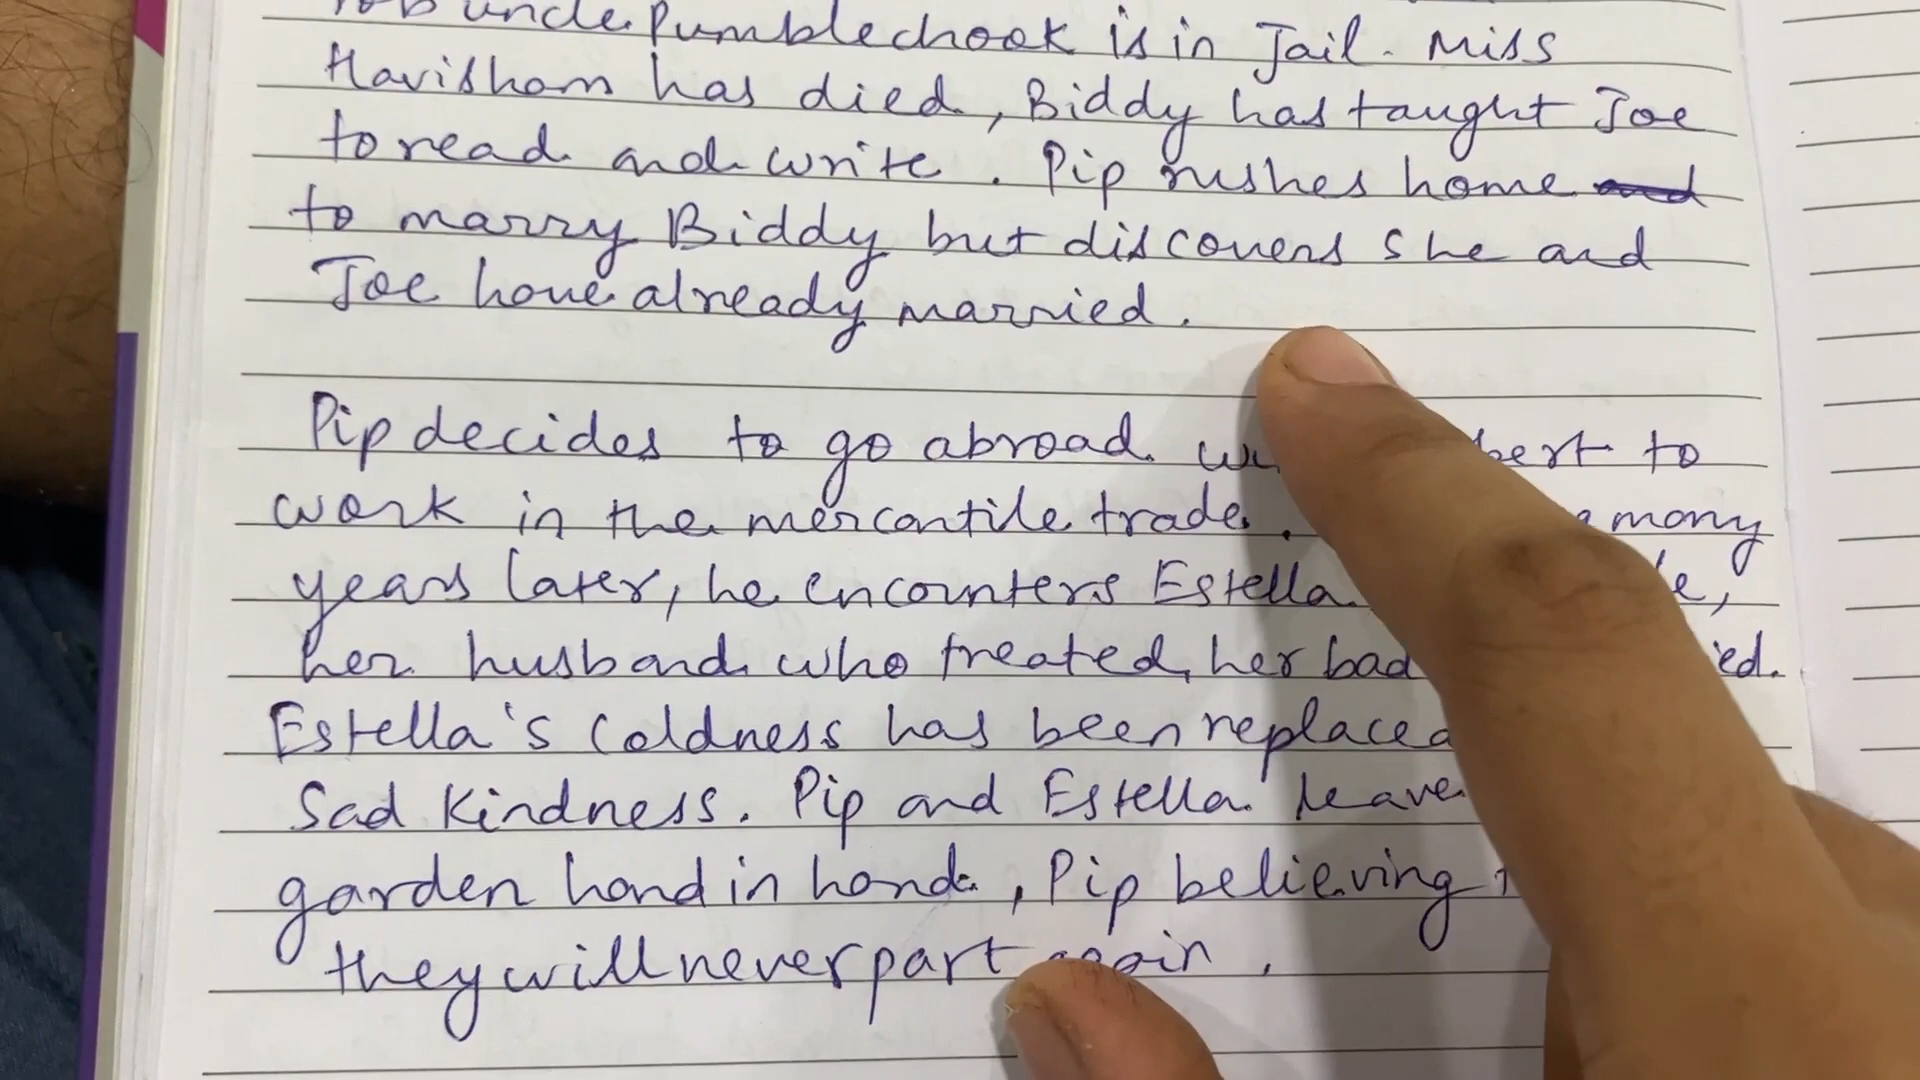 uncle Pumblechook is in Jail. Miss
Havisham has died, Biddy has taught Joe
to read and write. Pip rushes home and
to marry Biddy but discovers she and
Joe have already married.
Pip decides to go abroad to
work in the mercantile trade. many
years later, he encounters Estella
her husband who treated her
Estella's Coldness has been replaced
Sad Kindness. Pip and Estella leave
garden hand in hand, Pip believing
they will never part again.